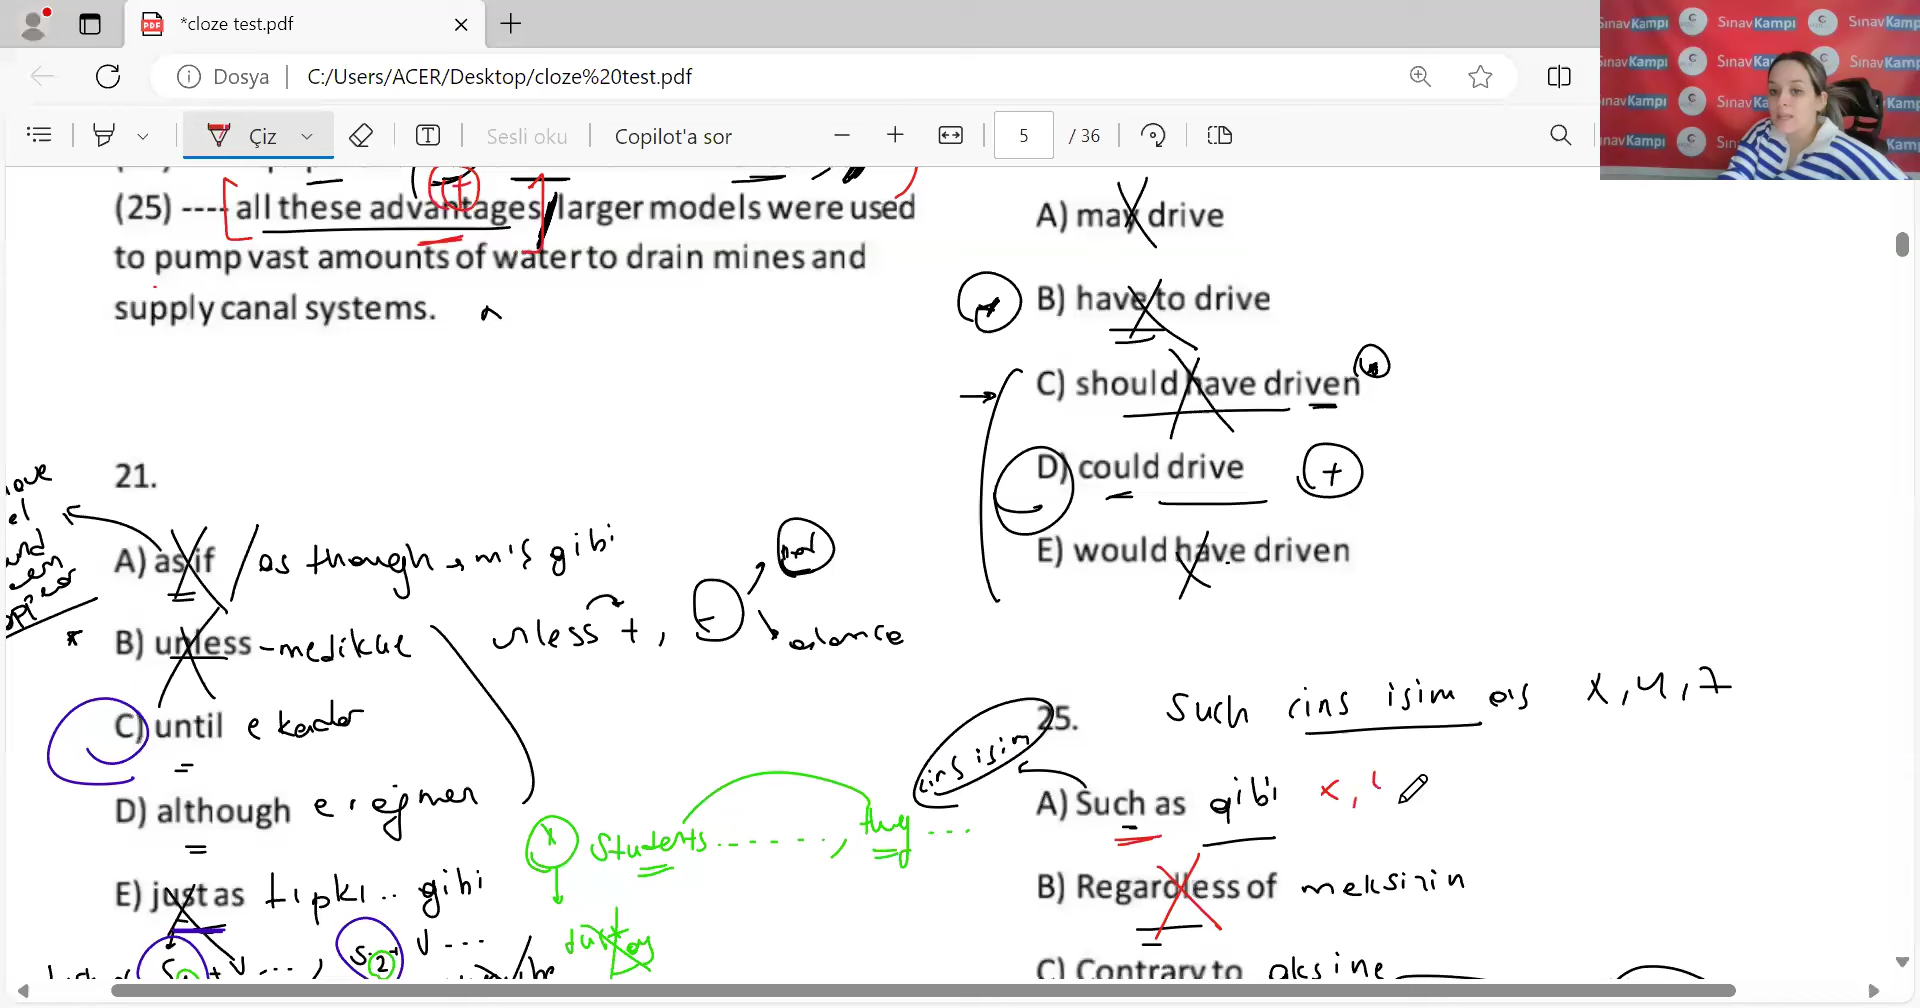 *cloze test.pdf
Dosya
C:/Users/ACER/Desktop/cloze%20test.pdf
Çiz
Sesli oku
Copilot'a sor
5 / 36
SınavKampı
(25) ---- all these advantages, larger models were used
to pump vast amounts of water to drain mines and
supply canal systems.
21.
A) as if / as though → mış gibi
B) unless -medikçe
unless +,
C) until e kadar
D) although e rağmen
E) just as tıpkı .. gibi
Students ......, they ...
A) may drive
B) have to drive
C) should have driven
D) could drive +
E) would have driven
25.
Such cins isim as x, y, z
cins isim
A) Such as gibi x,
B) Regardless of meksizin
C) Contrary to aksine